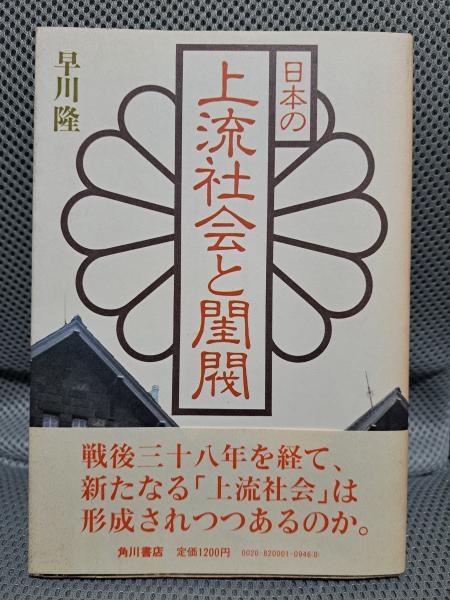 日本の
上流社会と閨閥
早川隆
戦後三十八年を経て、
新たなる「上流社会」は
形成されつつあるのか。
角川書店 定価1200円 0020-820001-0946(0)